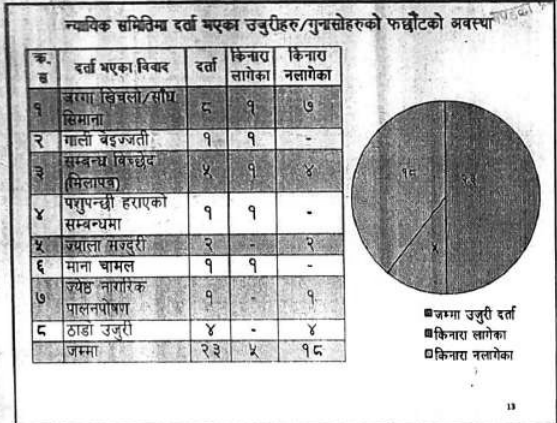 न्यायिक समितिमा दर्ता भएका उजुरीहरु/गुनासोहरुको फर्छौटको अवस्था
क्र. स दर्ता भएका विवाद दर्ता किनारा लागेका किनारा नलागेका
१ जग्गा खिचलो/साँध सिमाना ८ १ ७
२ गाली बेइज्जती १ १ -
३ सम्बन्ध विच्छेद (मिलापत्र) ५ १ ४
४ पशुपन्छी हराएको सम्बन्धमा १ १ -
५ ज्याला मज्दुरी २ - २
६ माना चामल १ १ -
७ ज्येष्ठ नागरिक पालनपोषण १ - १
८ ठाडो उजुरी ४ - ४
जम्मा २३ ५ १८
१८
२३
५
जम्मा उजुरी दर्ता
किनारा लागेका
किनारा नलागेका
13